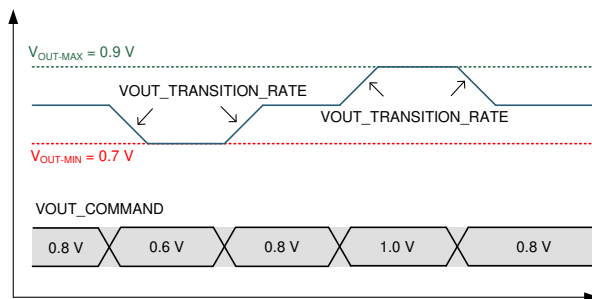 VOUT-MAX = 0.9 V
VOUT_TRANSITION_RATE
VOUT_TRANSITION_RATE
VOUT-MIN = 0.7 V
VOUT_COMMAND
0.8 V 0.6 V 0.8 V 1.0 V 0.8 V